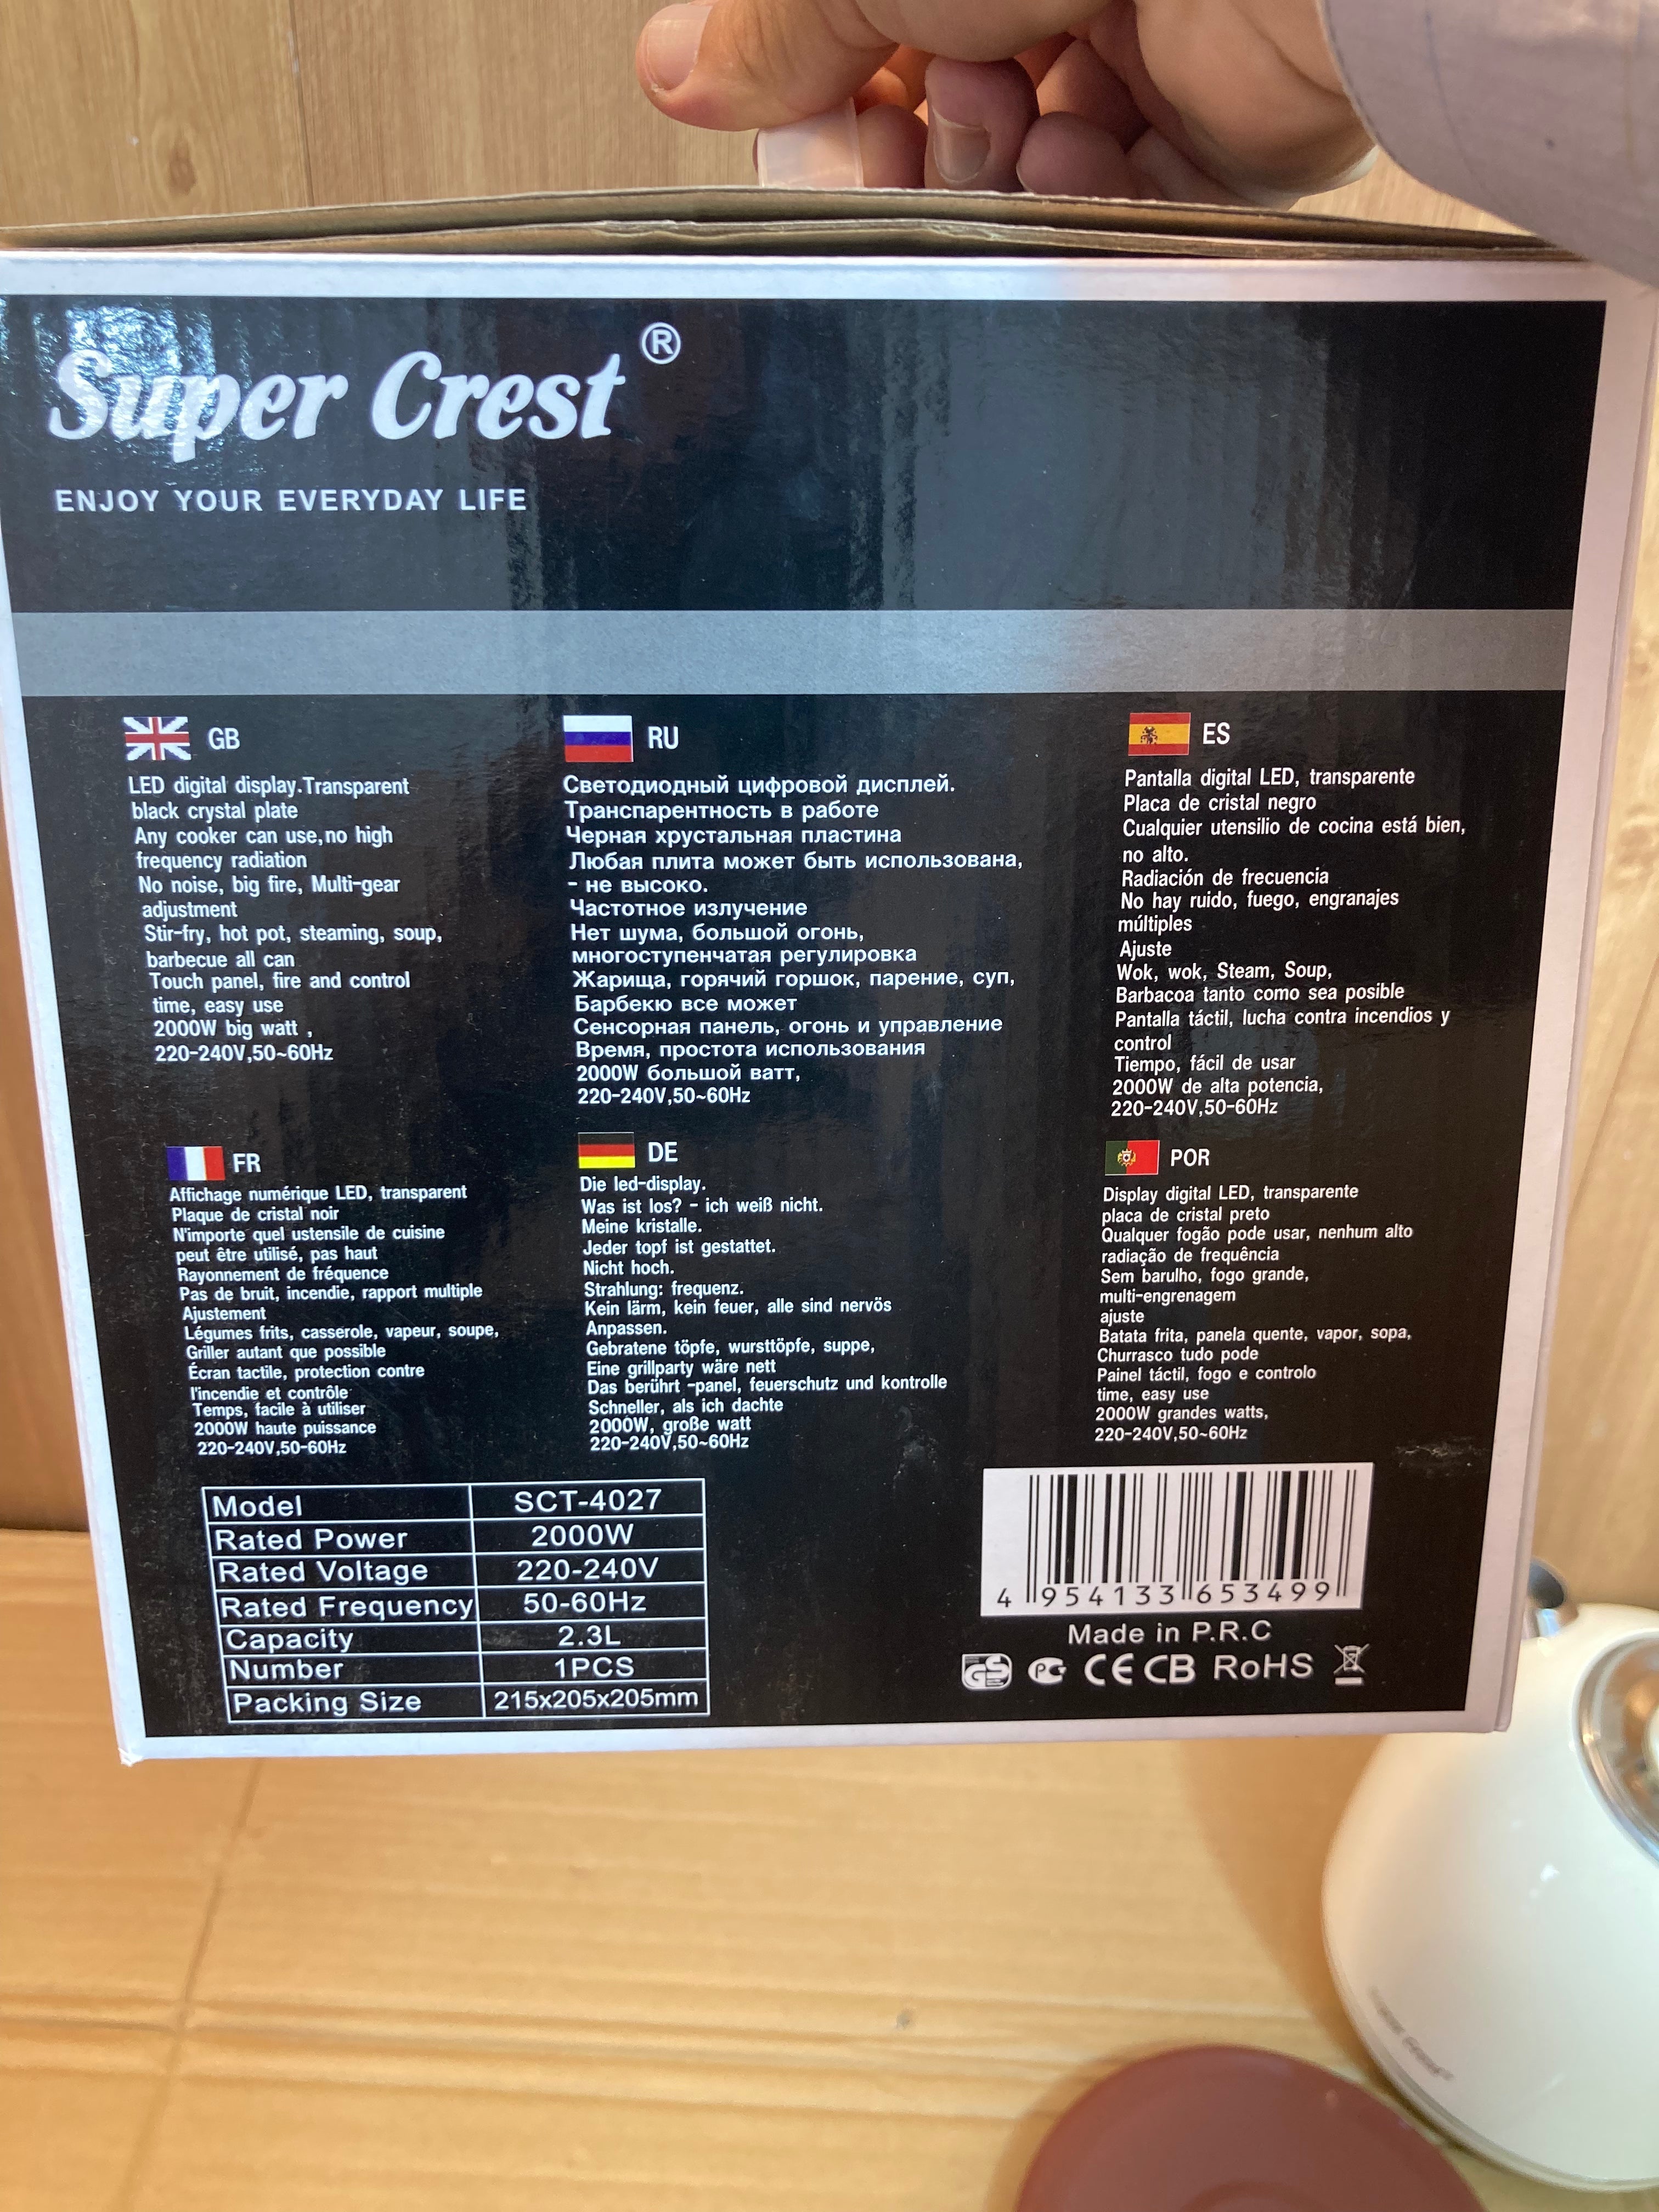 Super Crest ®
ENJOY YOUR EVERYDAY LIFE
GB
LED digital display.Transparent
black crystal plate
Any cooker can use,no high
frequency radiation
No noise, big fire, Multi-gear
adjustment
Stir-fry, hot pot, steaming, soup,
barbecue all can
Touch panel, fire and control
time, easy use
2000W big watt ,
220-240V,50~60Hz
RU
Светодиодный цифровой дисплей.
Транспарентность в работе
Черная хрустальная пластина
Любая плита может быть использована,
- не высоко.
Частотное излучение
Нет шума, большой огонь,
многоступенчатая регулировка
Жарища, горячий горшок, парение, суп,
Барбекю все может
Сенсорная панель, огонь и управление
Время, простота использования
2000W большой ватт,
220-240V,50~60Hz
ES
Pantalla digital LED, transparente
Placa de cristal negro
Cualquier utensilio de cocina está bien,
no alto.
Radiación de frecuencia
No hay ruido, fuego, engranajes
múltiples
Ajuste
Wok, wok, Steam, Soup,
Barbacoa tanto como sea posible
Pantalla táctil, lucha contra incendios y
control
Tiempo, fácil de usar
2000W de alta potencia,
220-240V,50-60Hz
FR
Affichage numérique LED, transparent
Plaque de cristal noir
N'importe quel ustensile de cuisine
peut être utilisé, pas haut
Rayonnement de fréquence
Pas de bruit, incendie, rapport multiple
Ajustement
Légumes frits, casserole, vapeur, soupe,
Griller autant que possible
Écran tactile, protection contre
l'incendie et contrôle
Temps, facile à utiliser
2000W haute puissance
220-240V,50-60Hz
DE
Die led-display.
Was ist los? - ich weiß nicht.
Meine kristalle.
Jeder topf ist gestattet.
Nicht hoch.
Strahlung: frequenz.
Kein lärm, kein feuer, alle sind nervös
Anpassen.
Gebratene töpfe, wursttöpfe, suppe,
Eine grillparty wäre nett
Das berührt -panel, feuerschutz und kontrolle
Schneller, als ich dachte
2000W, große watt
220-240V,50~60Hz
POR
Display digital LED, transparente
placa de cristal preto
Qualquer fogão pode usar, nenhum alto
radiação de frequência
Sem barulho, fogo grande,
multi-engrenagem
ajuste
Batata frita, panela quente, vapor, sopa,
Churrasco tudo pode
Painel táctil, fogo e controlo
time, easy use
2000W grandes watts,
220-240V,50~60Hz
Model SCT-4027
Rated Power 2000W
Rated Voltage 220-240V
Rated Frequency 50-60Hz
Capacity 2.3L
Number 1PCS
Packing Size 215x205x205mm
4 954133 653499
Made in P.R.C
GS PC CE CB RoHS